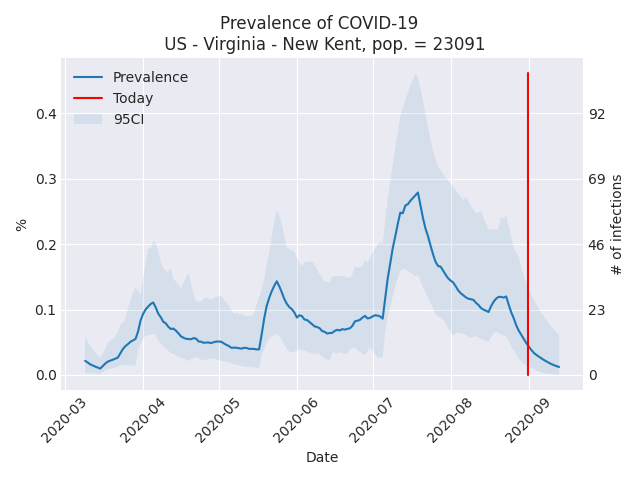 Prevalence of COVID-19
US - Virginia - New Kent, pop. = 23091
Prevalence
Today
95CI
0.4
0.3
0.2
0.1
0.0
%
92
69
46
23
0
# of infections
2020-03
2020-04
2020-05
2020-06
2020-07
2020-08
2020-09
Date